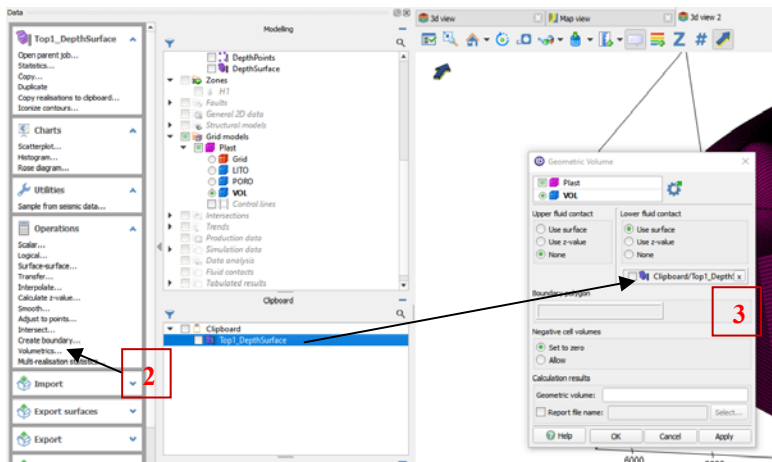 Data
Top1_DepthSurface
Open parent job...
Statistics...
Copy...
Duplicate
Copy realisations to clipboard...
Iconize contours...
Charts
Scatterplot...
Histogram...
Rose diagram...
Utilities
Sample from seismic data...
Operations
Scalar...
Logical...
Surface-surface...
Transfer...
Interpolate...
Calculate z-value...
Smooth...
Adjust to points...
Intersect...
Create boundary...
Volumetrics...
Multi-realisation statistics
2
Import
Export surfaces
Export
Modelling
DepthPoints
DepthSurface
Zones
H1
Faults
General 2D data
Structural models
Grid models
Plast
Grid
LITO
PORO
VOL
Control lines
Intersections
Trends
Production data
Simulation data
Data analysis
Fluid contacts
Tabulated results
Clipboard
Clipboard
Top1_DepthSurface
3d view
Map view
3d view 2
Geometric Volume
Plast
VOL
Upper fluid contact
Use surface
Use z-value
None
Lower fluid contact
Use surface
Use z-value
None
Clipboard/Top1_Depth
Boundary polygon
3
Negative cell volumes
Set to zero
Allow
Calculation results
Geometric volume:
Report file name:
Select...
Help
OK
Cancel
Apply
6000